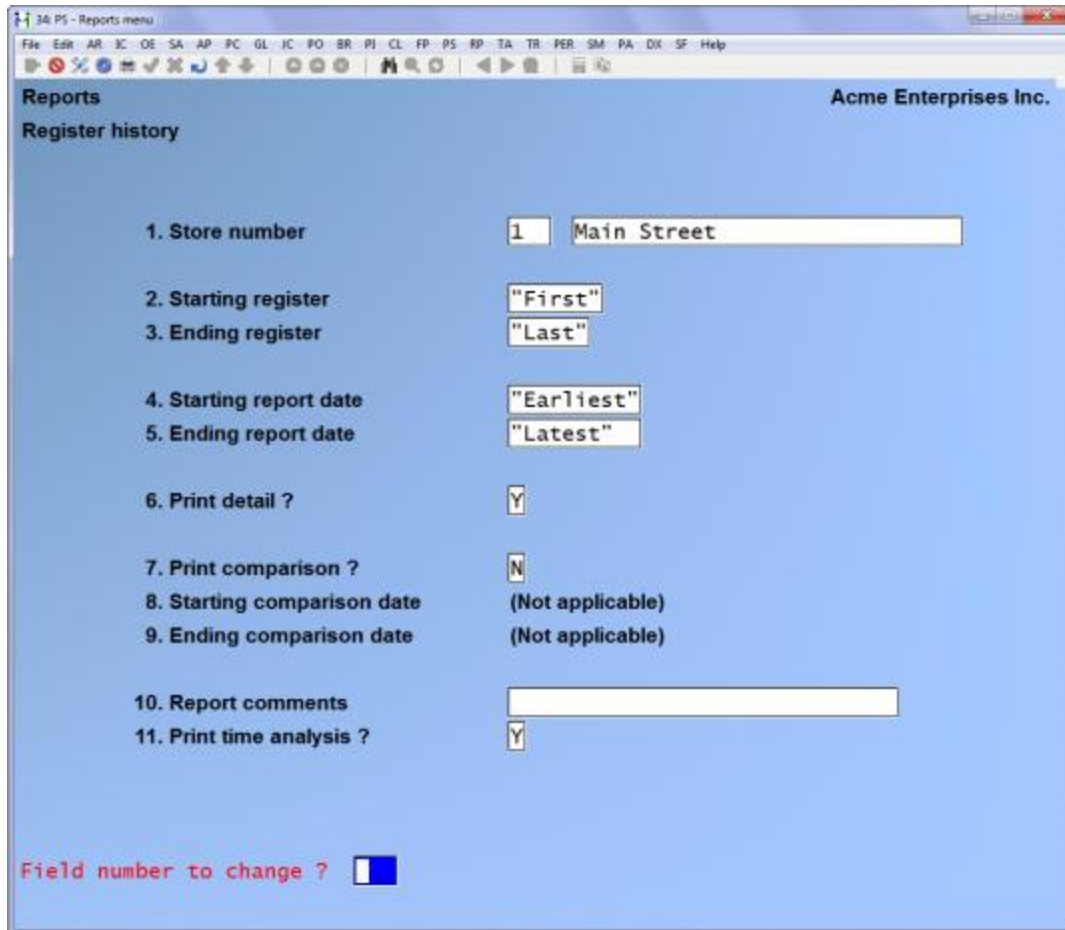 34: PS - Reports menu
File Edit AR IC OE SA AP PC GL JC PO BR PI CL FP PS RP TA TR PER SM PA DX SF Help
Reports Acme Enterprises Inc.
Register history
1. Store number 1 Main Street
2. Starting register "First"
3. Ending register "Last"
4. Starting report date "Earliest"
5. Ending report date "Latest"
6. Print detail ? Y
7. Print comparison ? N
8. Starting comparison date (Not applicable)
9. Ending comparison date (Not applicable)
10. Report comments
11. Print time analysis ? Y
Field number to change ?